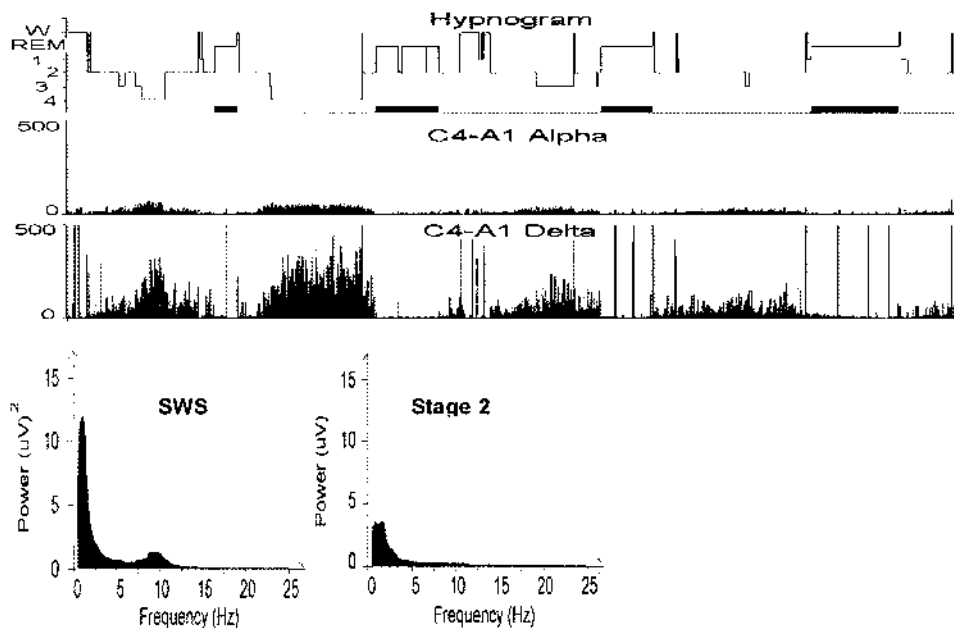 Hypnogram
W
REM
1
2
3
4
C4-A1 Alpha
500
0
C4-A1 Delta
500
0
SWS
Power (uV)²
15
10
5
0
0 5 10 15 20 25
Frequency (Hz)
Stage 2
Power (uV)
15
10
5
0
0 5 10 15 20 25
Frequency (Hz)